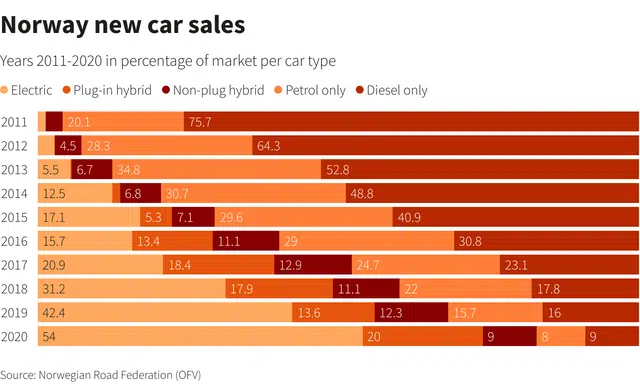 Norway new car sales
Years 2011-2020 in percentage of market per car type
Electric Plug-in hybrid Non-plug hybrid Petrol only Diesel only
2011 20.1 75.7
2012 4.5 28.3 64.3
2013 5.5 6.7 34.8 52.8
2014 12.5 6.8 30.7 48.8
2015 17.1 5.3 7.1 29.6 40.9
2016 15.7 13.4 11.1 29 30.8
2017 20.9 18.4 12.9 24.7 23.1
2018 31.2 17.9 11.1 22 17.8
2019 42.4 13.6 12.3 15.7 16
2020 54 20 9 8 9
Source: Norwegian Road Federation (OFV)